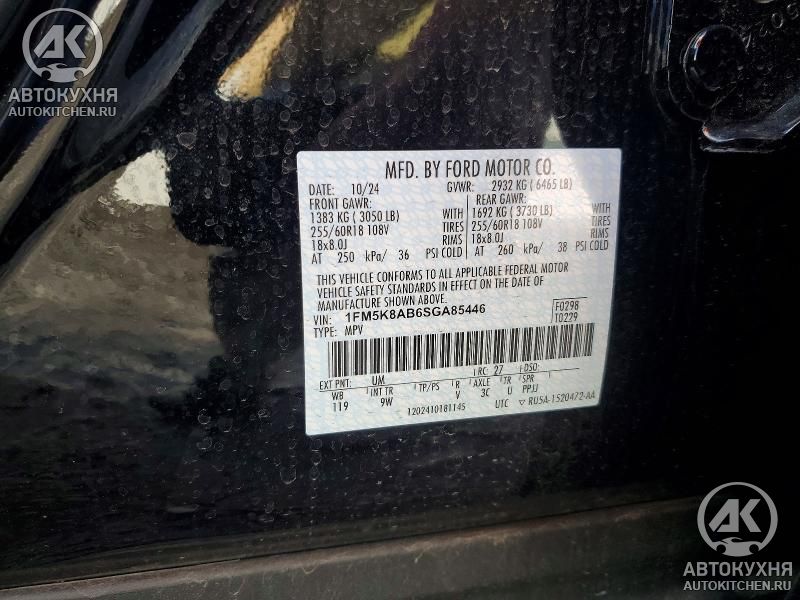 АК
АВТОКУХНЯ
AUTOKITCHEN.RU
MFD. BY FORD MOTOR CO.
DATE: 10/24 GVWR: 2932 KG ( 6465 LB)
FRONT GAWR: REAR GAWR:
1383 KG ( 3050 LB) WITH 1692 KG ( 3730 LB) WITH
255/60R18 108V TIRES 255/60R18 108V TIRES
18x8.0J RIMS 18x8.0J RIMS
AT 250 kPa/ 36 PSI COLD AT 260 kPa/ 38 PSI COLD
THIS VEHICLE CONFORMS TO ALL APPLICABLE FEDERAL MOTOR
VEHICLE SAFETY STANDARDS IN EFFECT ON THE DATE OF
MANUFACTURE SHOWN ABOVE.
VIN: 1FM5K8AB6SGA85446 F0298
TYPE: MPV T0229
EXT PNT: UM RC: 27 DSO:
WB INT TR TP/PS R AXLE TR SPR
119 9W V 3C U PPJJ
1202410181145 UTC RU5A-1520472-AA
АК
АВТОКУХНЯ
AUTOKITCHEN.RU